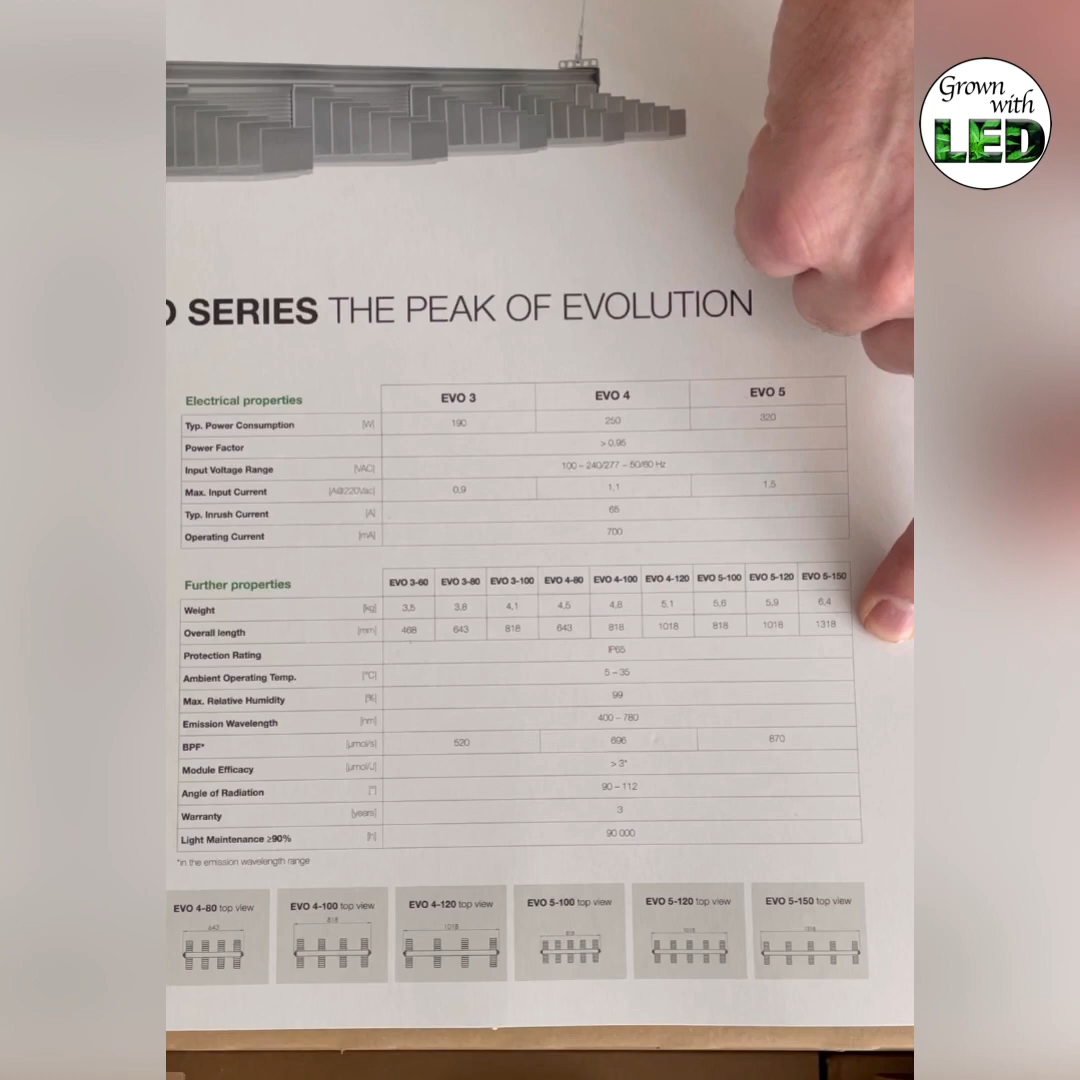 Grown
with
LED
SERIES THE PEAK OF EVOLUTION
Electrical properties EVO 3 EVO 4 EVO 5
Typ. Power Consumption [W] 190 250 320
Power Factor > 0,95
Input Voltage Range [VAC] 100 – 240/277 – 50/60 Hz
Max. Input Current [A@220Vac] 0.9 1,1 1.5
Typ. Inrush Current [A] 65
Operating Current [mA] 700
Further properties EVO 3-60 EVO 3-80 EVO 3-100 EVO 4-80 EVO 4-100 EVO 4-120 EVO 5-100 EVO 5-120 EVO 5-150
Weight [kg] 3,5 3,8 4,1 4,5 4,8 5,1 5,6 5,9 6,4
Overall length [mm] 468 643 818 643 818 1018 818 1018 1318
Protection Rating IP65
Ambient Operating Temp. [°C] 5 – 35
Max. Relative Humidity [%] 99
Emission Wavelength [nm] 400 – 780
BPF* [µmol/s] 520 696 870
Module Efficacy [µmol/J] > 3*
Angle of Radiation [°] 90 – 112
Warranty [years] 3
Light Maintenance ≥90% [h] 90 000
*in the emission wavelength range
EVO 4-80 top view EVO 4-100 top view EVO 4-120 top view EVO 5-100 top view EVO 5-120 top view EVO 5-150 top view
643 818 1018 818 1018 1318